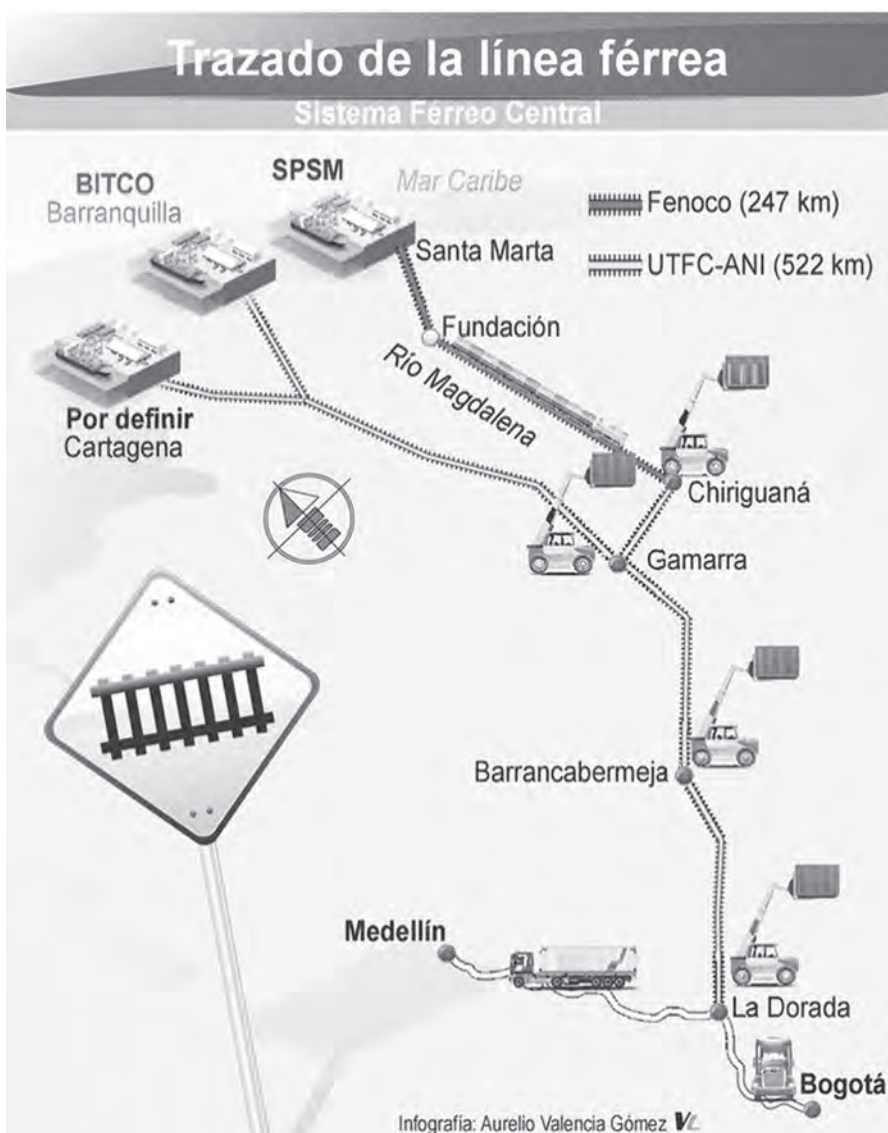 Trazado de la línea férrea
Sistema Férreo Central
BITCO
Barranquilla
SPSM
Mar Caribe
Fenoco (247 km)
UTFC-ANI (522 km)
Santa Marta
Fundación
Río Magdalena
Por definir
Cartagena
Chiriguaná
Gamarra
Barrancabermeja
Medellín
La Dorada
Bogotá
Infografía: Aurelio Valencia Gómez VL